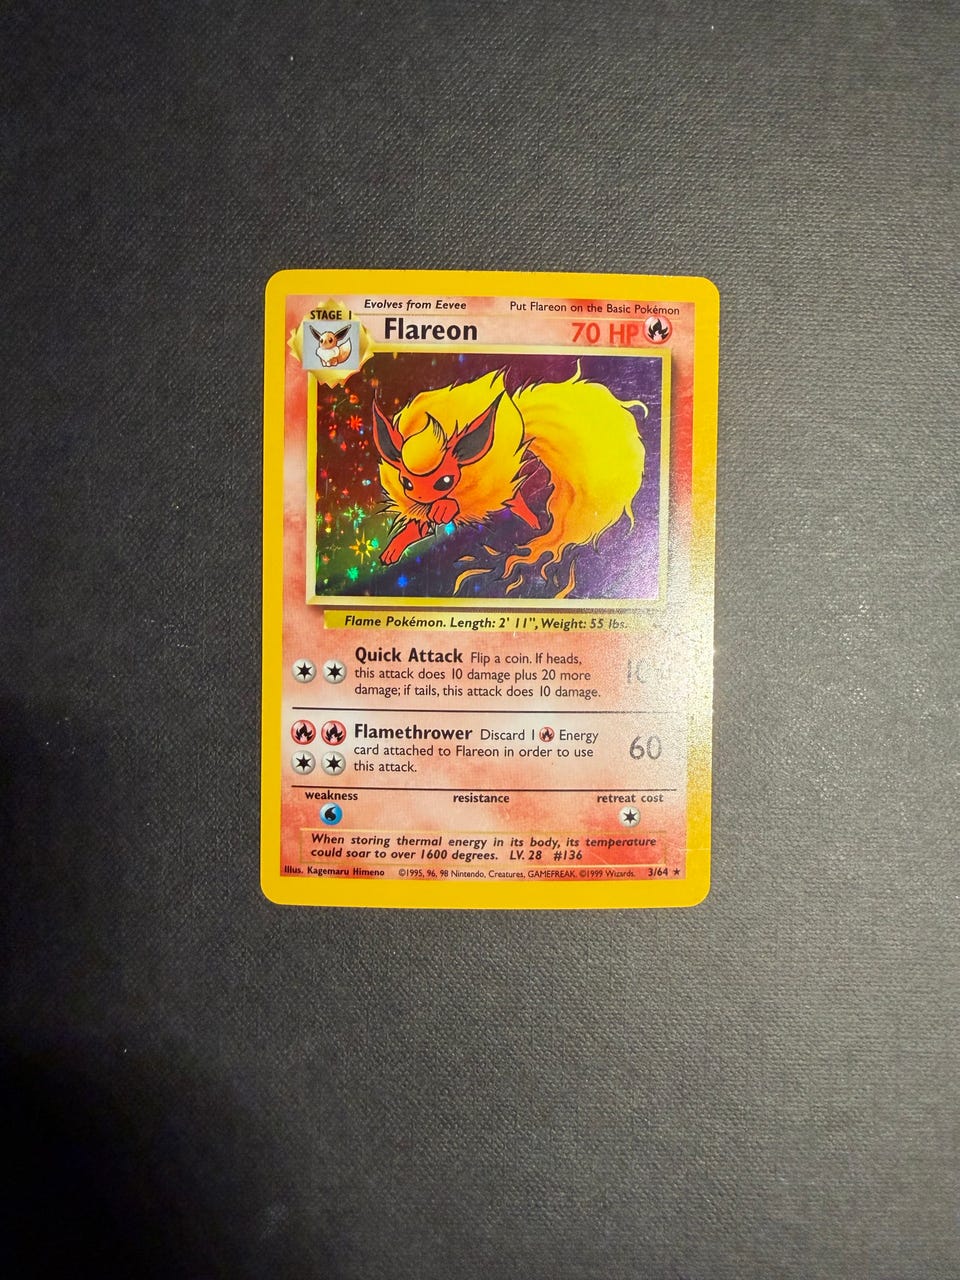 Evolves from Eevee
Put Flareon on the Basic Pokémon
STAGE 1
Flareon
70 HP
Flame Pokémon. Length: 2' 11", Weight: 55 lbs.
Quick Attack Flip a coin. If heads,
this attack does 10 damage plus 20 more
damage; if tails, this attack does 10 damage.
10+
Flamethrower Discard 1 Energy
card attached to Flareon in order to use
this attack.
60
weakness
resistance
retreat cost
When storing thermal energy in its body, its temperature
could soar to over 1600 degrees. LV. 28 #136
Illus. Kagemaru Himeno ©1995, 96, 98 Nintendo, Creatures, GAMEFREAK. ©1999 Wizards. 3/64 ★